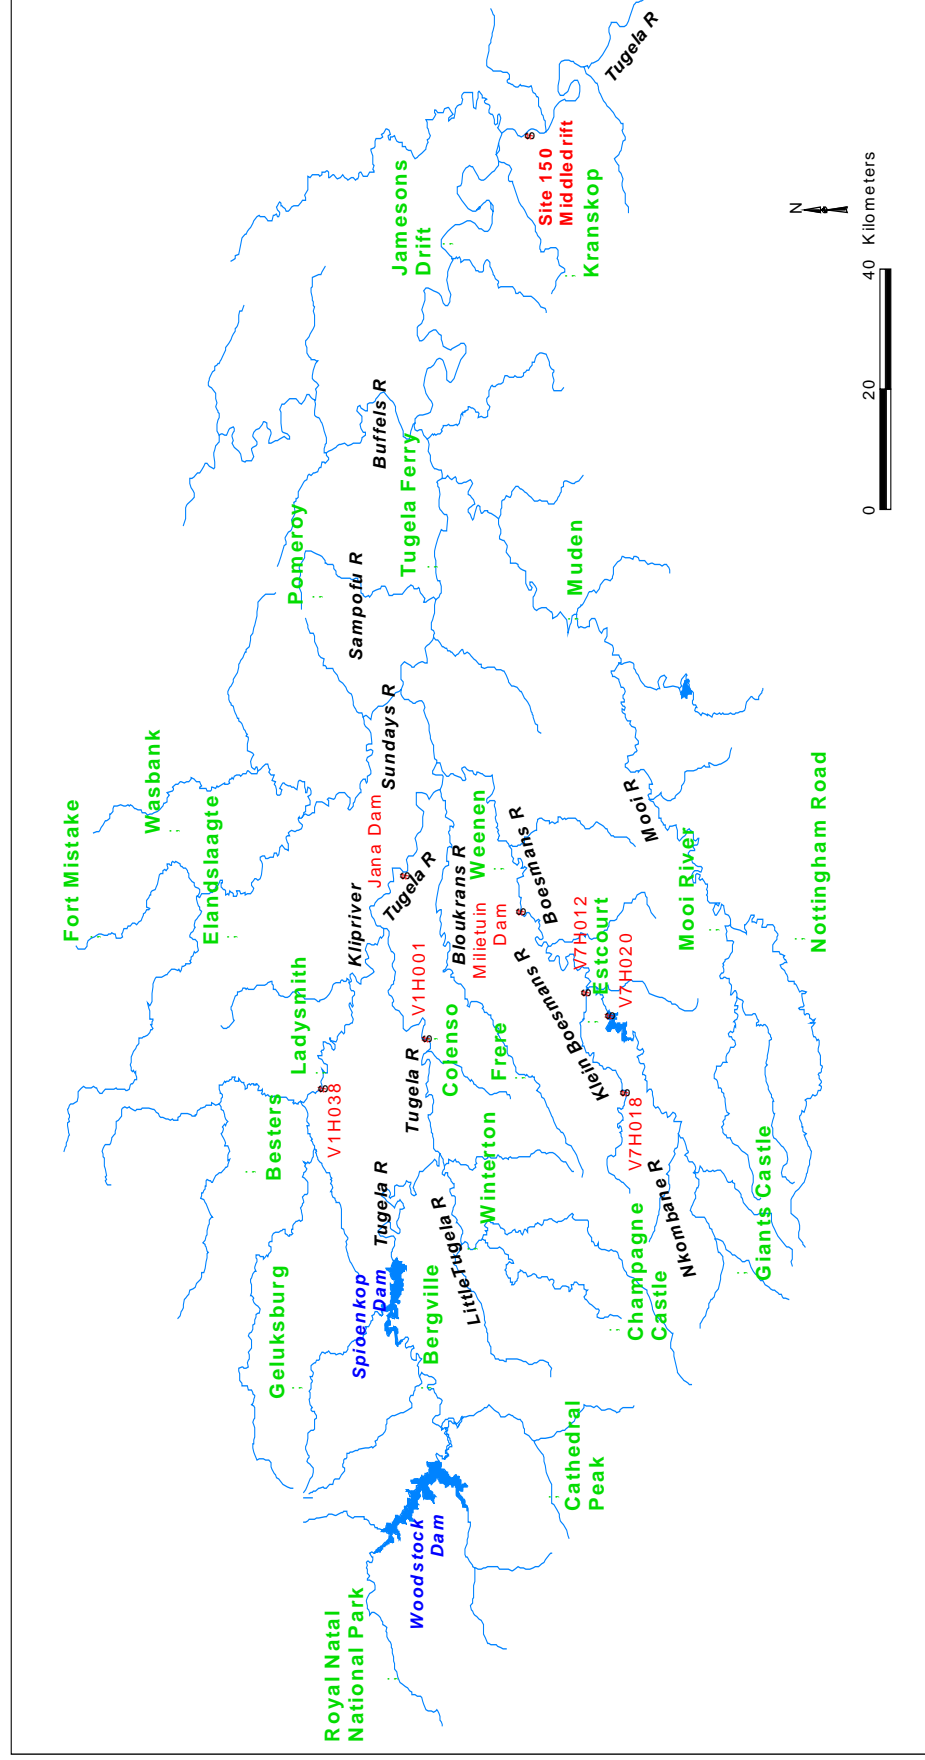 Fort Mistake
Wasbank
Elandslaagte
Ladysmith
Besters
Geluksburg
Royal Natal
National Park
Pomeroy
Jamesons
Drift
Tugela Ferry
Buffels R
Sampofu R
Sundays R
Jana Dam
Klipriver
Tugela R
V1H038
V1H001
Tugela R
Tugela R
Spioenkop
Dam
Woodstock
Dam
Bergville
Little Tugela R
Winterton
Colenso
Frere
Bloukrans R
Weenen
Milietuin
Dam
Boesmans R
Klein Boesmans R
V7H012
Estcourt
V7H020
V7H018
Nkombane R
Champagne
Castle
Cathedral
Peak
Giants Castle
Mooi R
Mooi River
Nottingham Road
Muden
Site 150
Middledrift
Kranskop
Tugela R
N
0 20 40 Kilometers